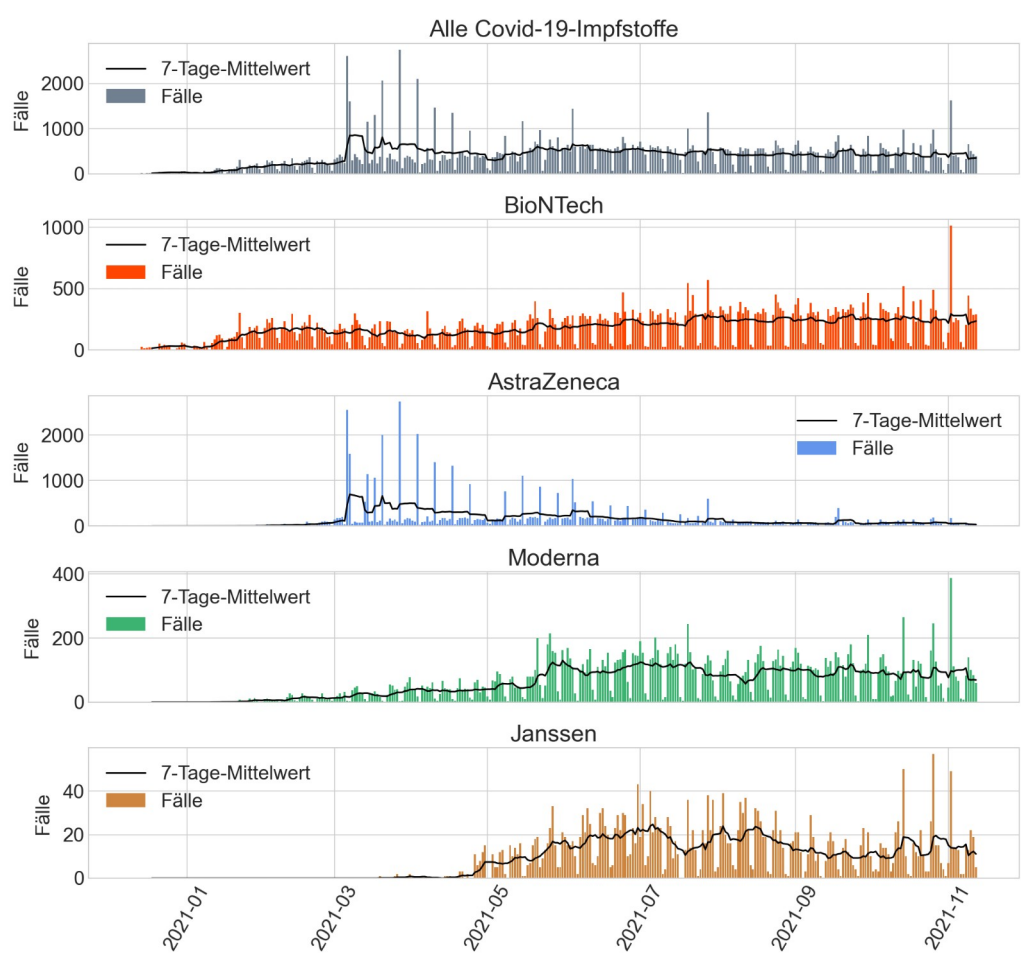 Alle Covid-19-Impfstoffe
Fälle
2000
1000
0
7-Tage-Mittelwert
Fälle
BioNTech
Fälle
1000
500
0
7-Tage-Mittelwert
Fälle
AstraZeneca
Fälle
2000
1000
0
7-Tage-Mittelwert
Fälle
Moderna
Fälle
400
200
0
7-Tage-Mittelwert
Fälle
Janssen
Fälle
40
20
0
7-Tage-Mittelwert
Fälle
2021-01
2021-03
2021-05
2021-07
2021-09
2021-11